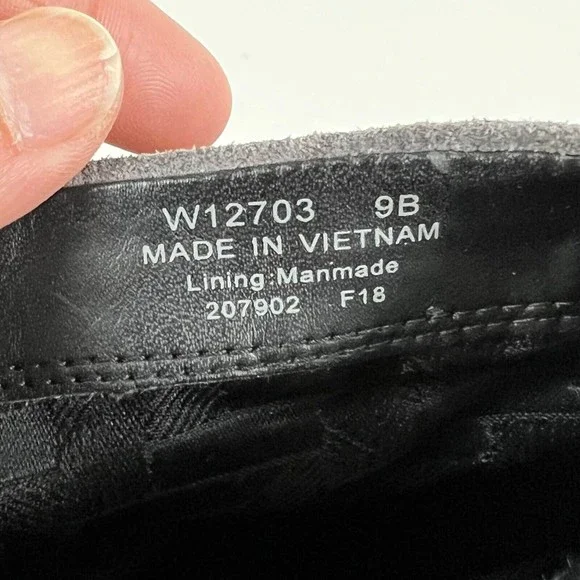 W12703 9B
MADE IN VIETNAM
Lining:Manmade
207902 F18